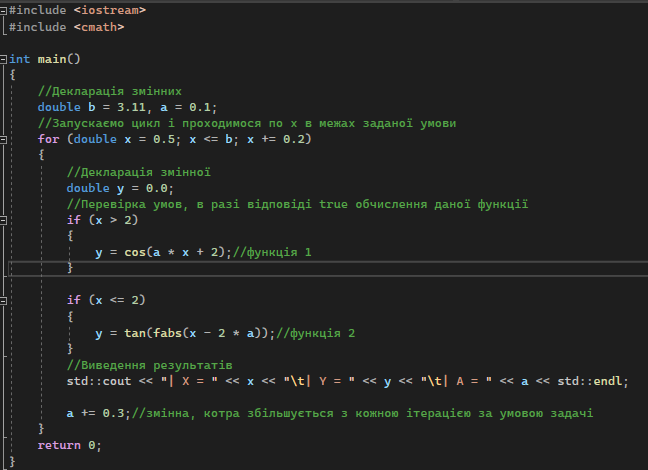 #include <iostream>
#include <cmath>
int main()
{
//Декларація змінних
double b = 3.11, a = 0.1;
//Запускаємо цикл і проходимося по x в межах заданої умови
for (double x = 0.5; x <= b; x += 0.2)
{
//Декларація змінної
double y = 0.0;
//Перевірка умов, в разі відповіді true обчислення даної функції
if (x > 2)
{
y = cos(a * x + 2);//функція 1
}
if (x <= 2)
{
y = tan(fabs(x - 2 * a));//функція 2
}
//Виведення результатів
std::cout << "| X = " << x << "\t| Y = " << y << "\t| A = " << a << std::endl;
a += 0.3;//змінна, котра збільшується з кожною ітерацією за умовою задачі
}
return 0;
}